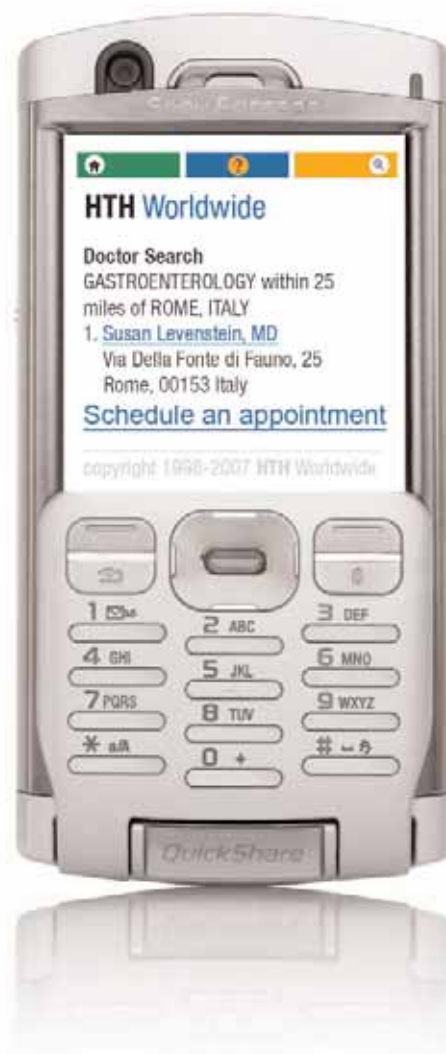 Sony Ericsson
HTH Worldwide
Doctor Search
GASTROENTEROLOGY within 25
miles of ROME, ITALY
1. Susan Levenstein, MD
Via Della Fonte di Fauno, 25
Rome, 00153 Italy
Schedule an appointment
copyright 1998-2007 HTH Worldwide
1
2 ABC
3 DEF
4 GHI
5 JKL
6 MNO
7 PQRS
8 TUV
9 WXYZ
* a/A
0 +
#
QuickShare